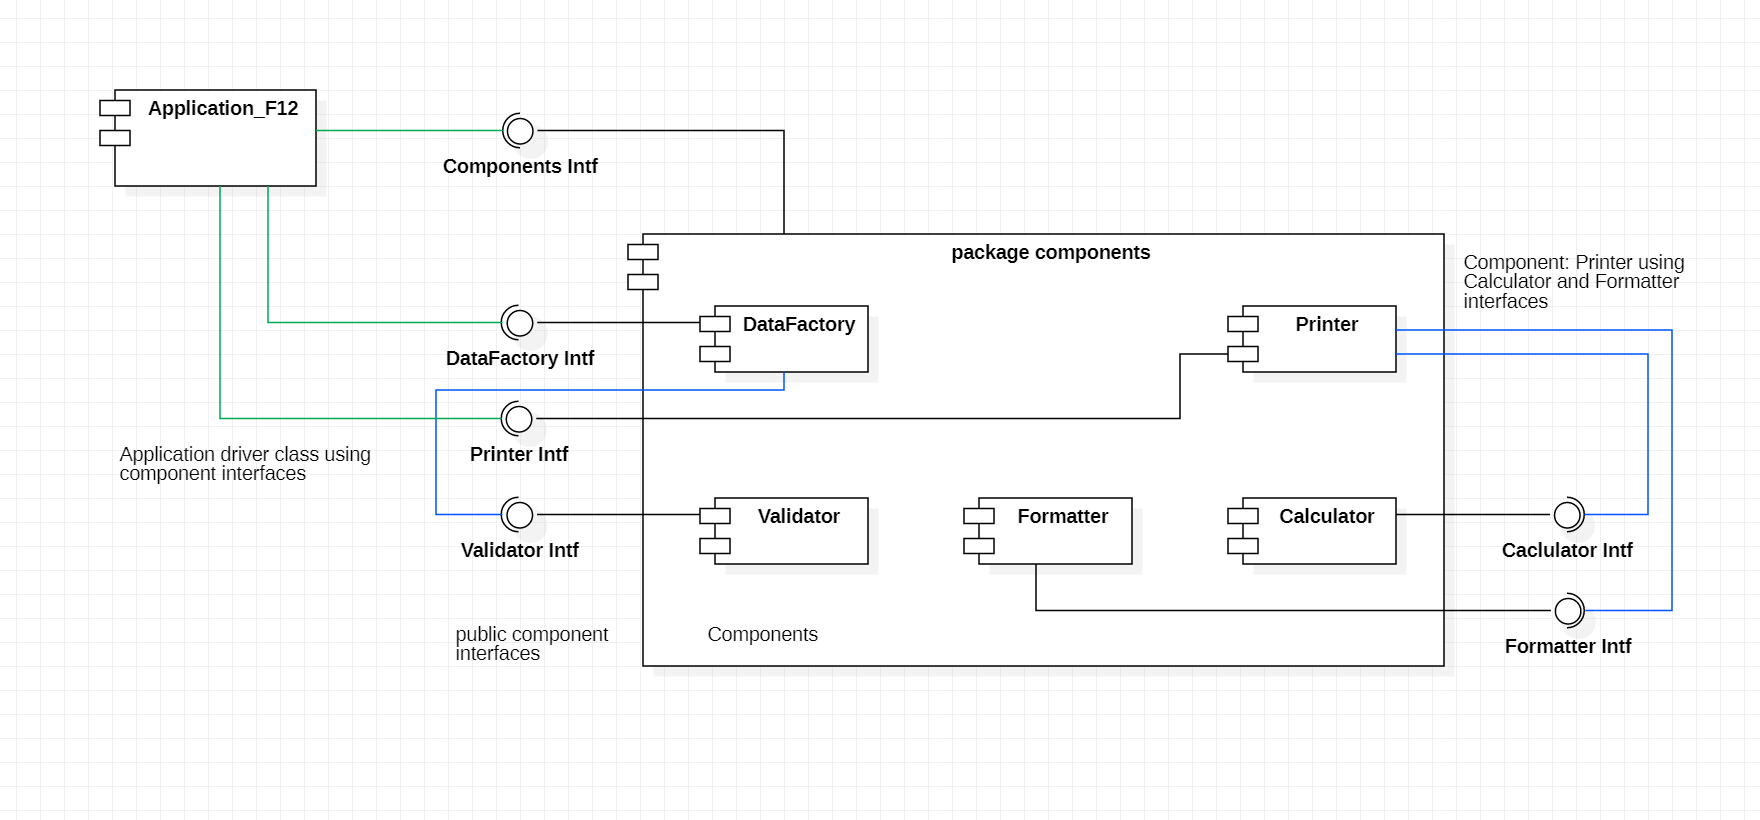 Application_F12
Components Intf
package components
Component: Printer using
Calculator and Formatter
interfaces
DataFactory
Printer
DataFactory Intf
Printer Intf
Application driver class using
component interfaces
Validator
Formatter
Calculator
Validator Intf
Caclulator Intf
public component
interfaces
Components
Formatter Intf